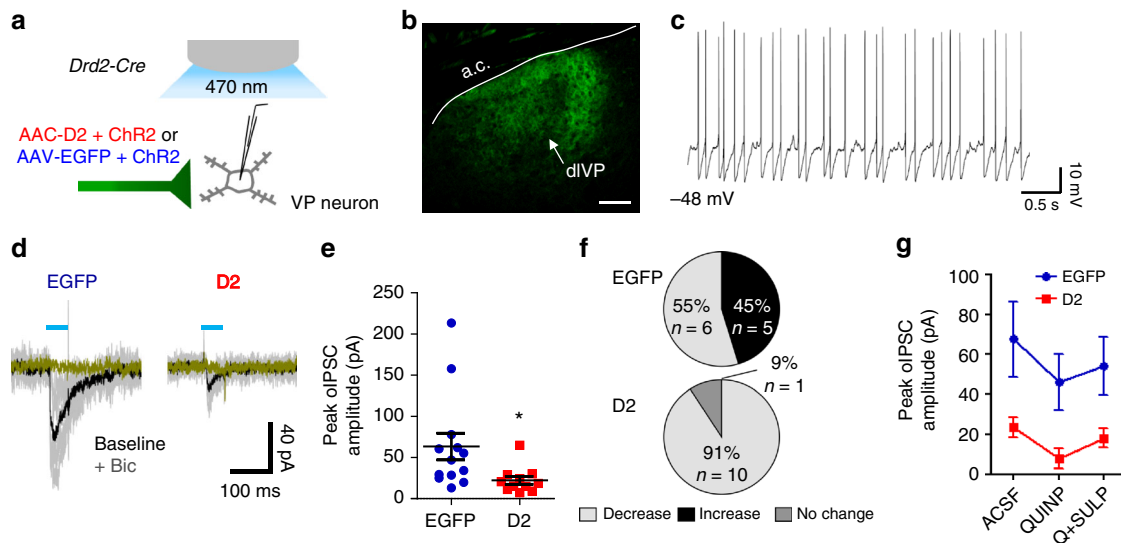 a
Drd2-Cre
470 nm
AAC-D2 + ChR2 or
AAV-EGFP + ChR2
VP neuron
b
a.c.
dlVP
c
–48 mV
10 mV
0.5 s
d
EGFP
D2
Baseline
+ Bic
40 pA
100 ms
e
Peak oIPSC
amplitude (pA)
250
200
150
100
50
0
*
EGFP
D2
f
EGFP
55%
n = 6
45%
n = 5
9%
n = 1
D2
91%
n = 10
Decrease
Increase
No change
g
Peak oIPSC
amplitude (pA)
100
80
60
40
20
0
EGFP
D2
ACSF
QUINP
Q+SULP